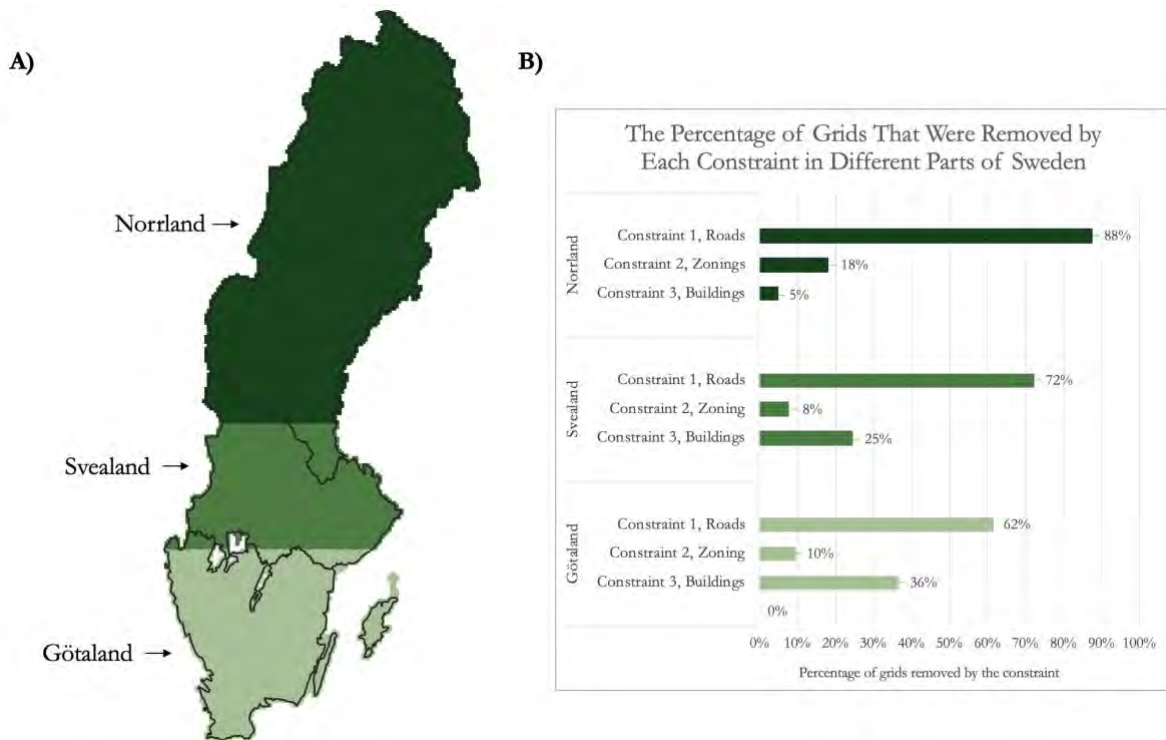 A)
Norrland
Svealand
Götaland
B)
The Percentage of Grids That Were Removed by
Each Constraint in Different Parts of Sweden
Norrland
Constraint 1, Roads 88%
Constraint 2, Zonings 18%
Constraint 3, Buildings 5%
Svealand
Constraint 1, Roads 72%
Constraint 2, Zoning 8%
Constraint 3, Buildings 25%
Götaland
Constraint 1, Roads 62%
Constraint 2, Zoning 10%
Constraint 3, Buildings 36%
0%
0% 10% 20% 30% 40% 50% 60% 70% 80% 90% 100%
Percentage of grids removed by the constraint